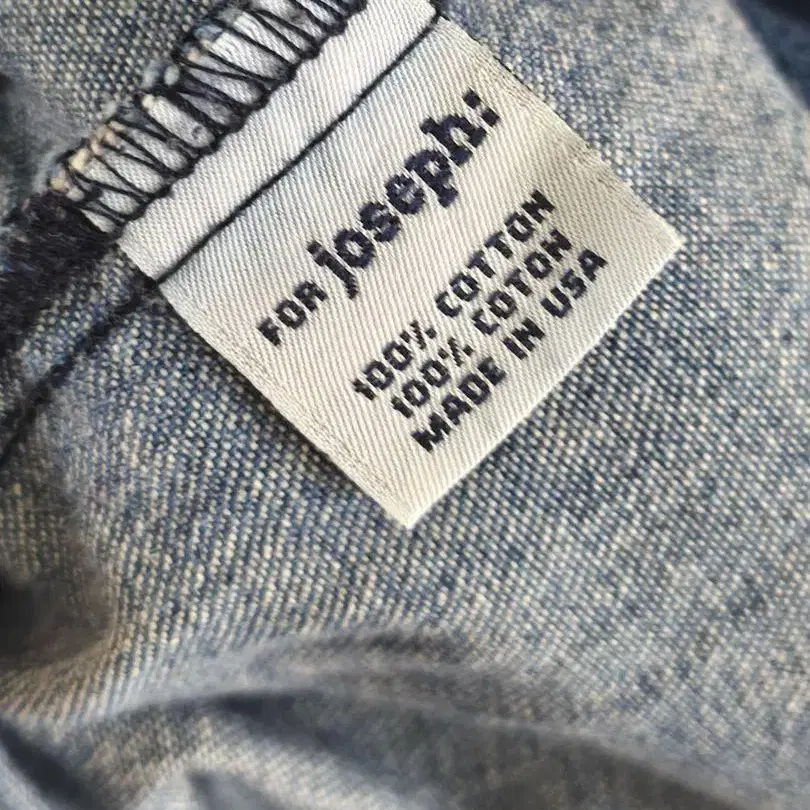 FOR joseph:
100% COTTON
100% COTON
MADE IN USA